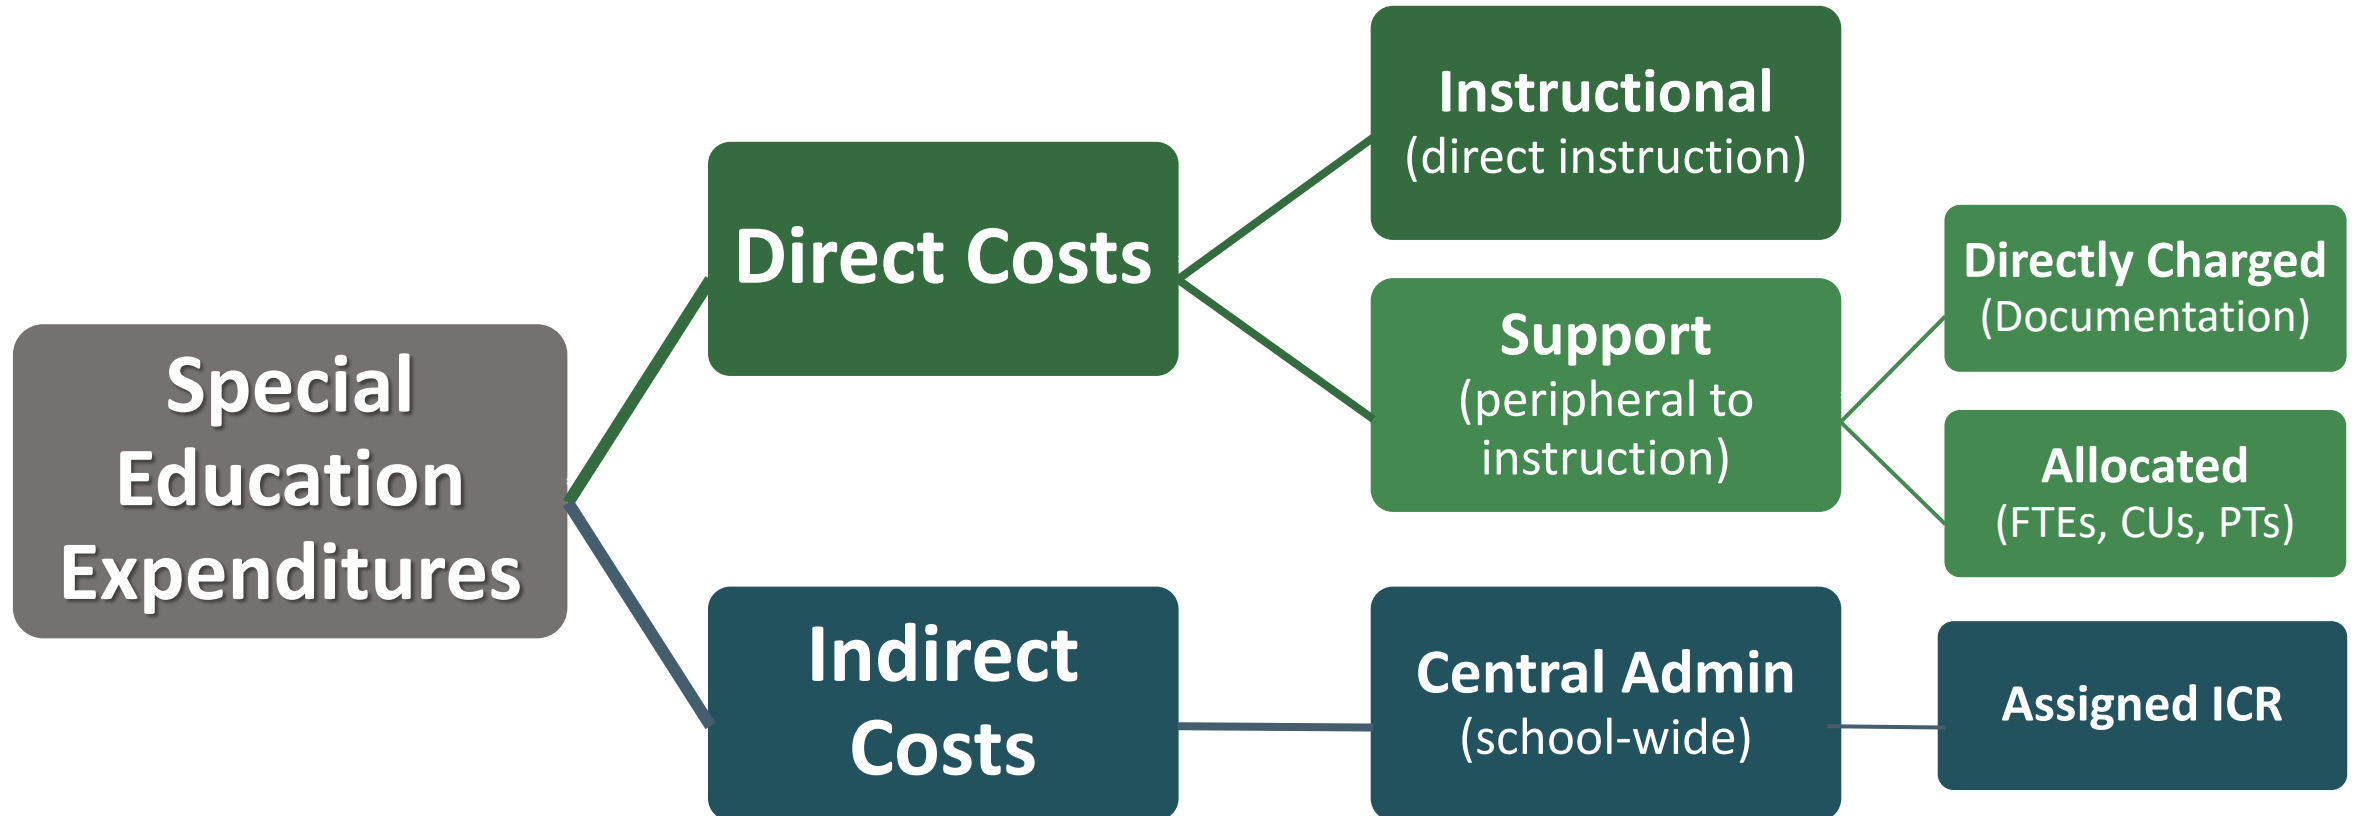 Special
Education
Expenditures
Direct Costs
Instructional
(direct instruction)
Support
(peripheral to
instruction)
Directly Charged
(Documentation)
Allocated
(FTEs, CUs, PTs)
Indirect
Costs
Central Admin
(school-wide)
Assigned ICR